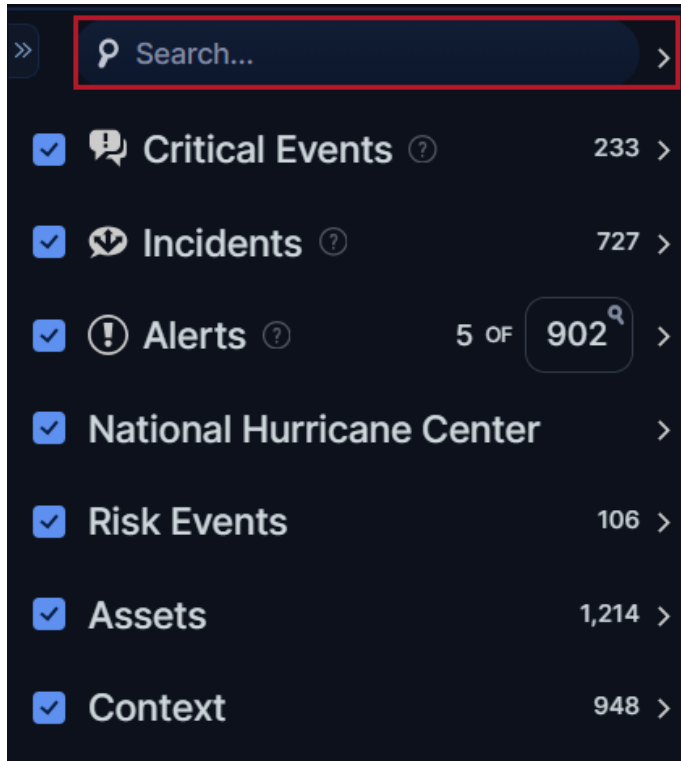 Search...
Critical Events 233
Incidents 727
Alerts 5 OF 902
National Hurricane Center
Risk Events 106
Assets 1,214
Context 948